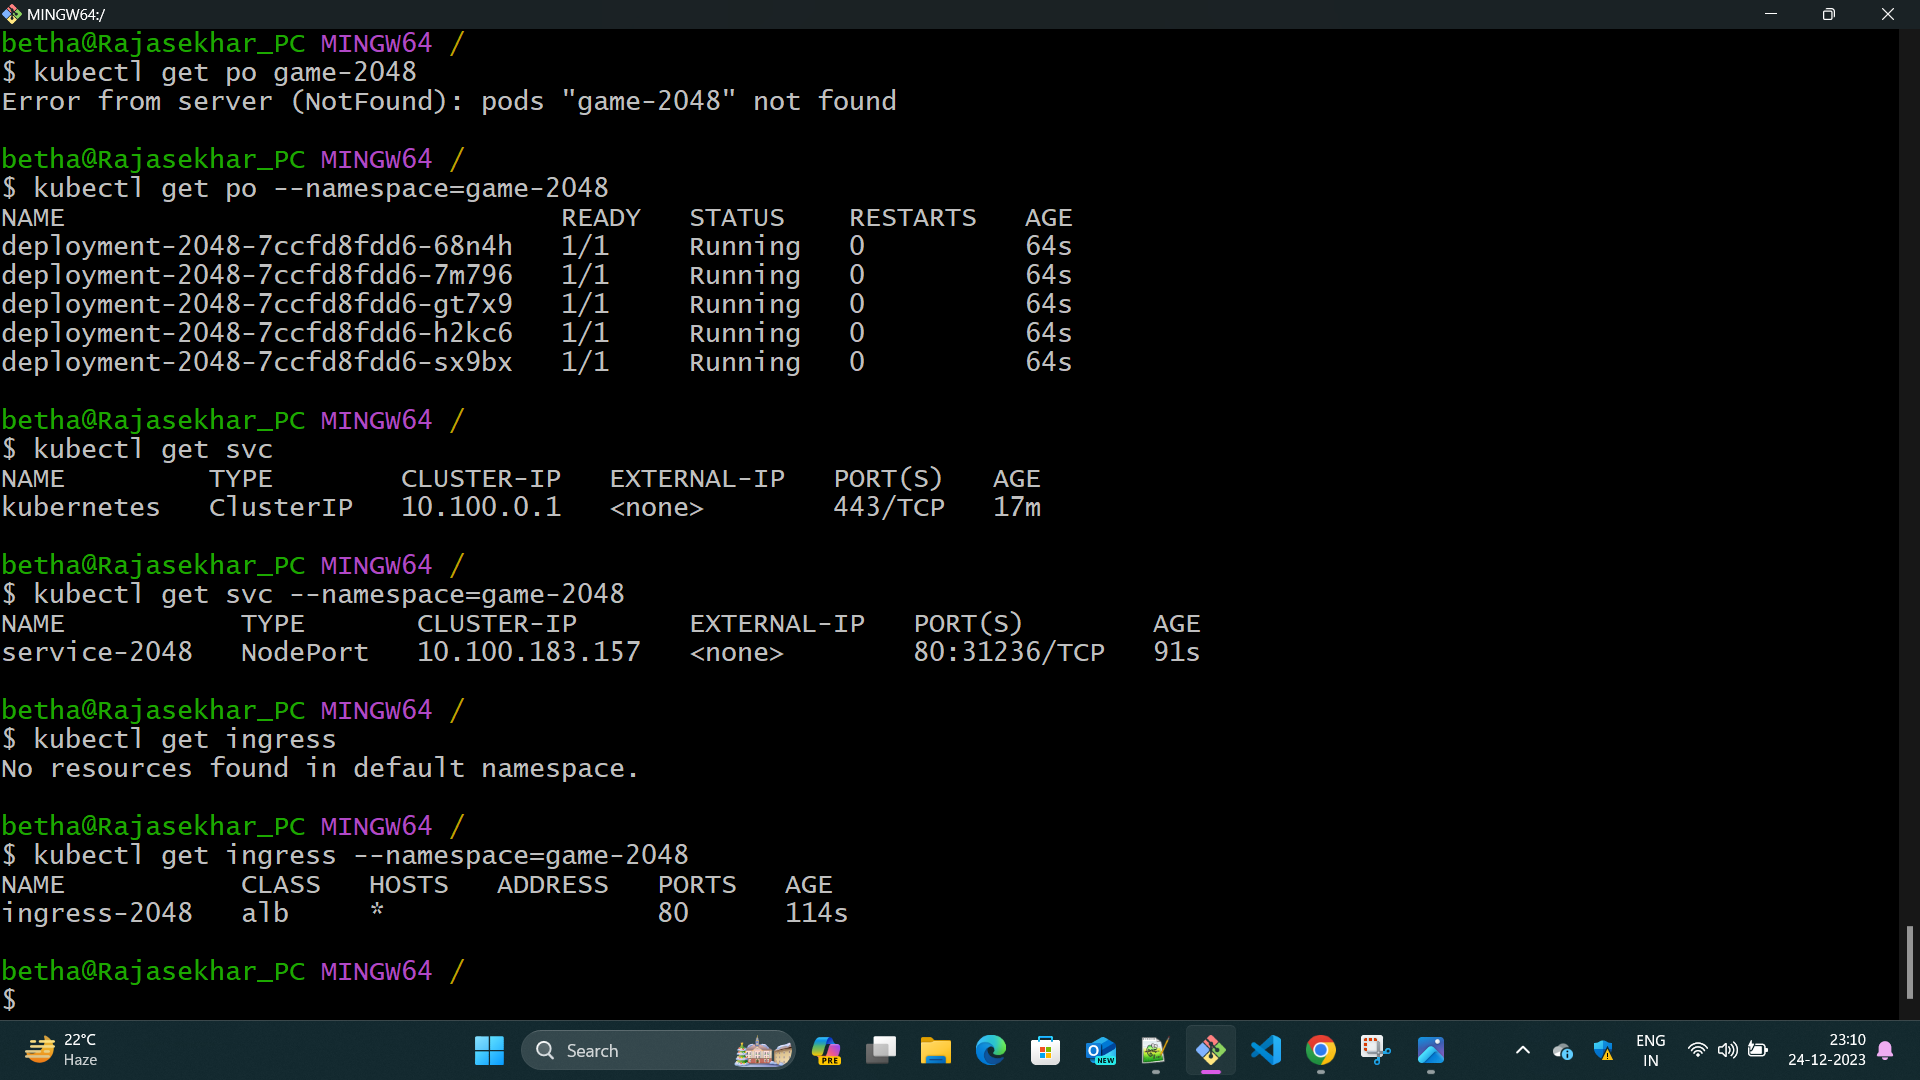 MINGW64:/
betha@Rajasekhar_PC MINGW64 /
$ kubectl get po game-2048
Error from server (NotFound): pods "game-2048" not found
betha@Rajasekhar_PC MINGW64 /
$ kubectl get po --namespace=game-2048
NAME READY STATUS RESTARTS AGE
deployment-2048-7ccfd8fdd6-68n4h 1/1 Running 0 64s
deployment-2048-7ccfd8fdd6-7m796 1/1 Running 0 64s
deployment-2048-7ccfd8fdd6-gt7x9 1/1 Running 0 64s
deployment-2048-7ccfd8fdd6-h2kc6 1/1 Running 0 64s
deployment-2048-7ccfd8fdd6-sx9bx 1/1 Running 0 64s
betha@Rajasekhar_PC MINGW64 /
$ kubectl get svc
NAME TYPE CLUSTER-IP EXTERNAL-IP PORT(S) AGE
kubernetes ClusterIP 10.100.0.1 <none> 443/TCP 17m
betha@Rajasekhar_PC MINGW64 /
$ kubectl get svc --namespace=game-2048
NAME TYPE CLUSTER-IP EXTERNAL-IP PORT(S) AGE
service-2048 NodePort 10.100.183.157 <none> 80:31236/TCP 91s
betha@Rajasekhar_PC MINGW64 /
$ kubectl get ingress
No resources found in default namespace.
betha@Rajasekhar_PC MINGW64 /
$ kubectl get ingress --namespace=game-2048
NAME CLASS HOSTS ADDRESS PORTS AGE
ingress-2048 alb * 80 114s
betha@Rajasekhar_PC MINGW64 /
$
22°C
Haze
Search
PRE
NEW
ENG
IN
23:10
24-12-2023